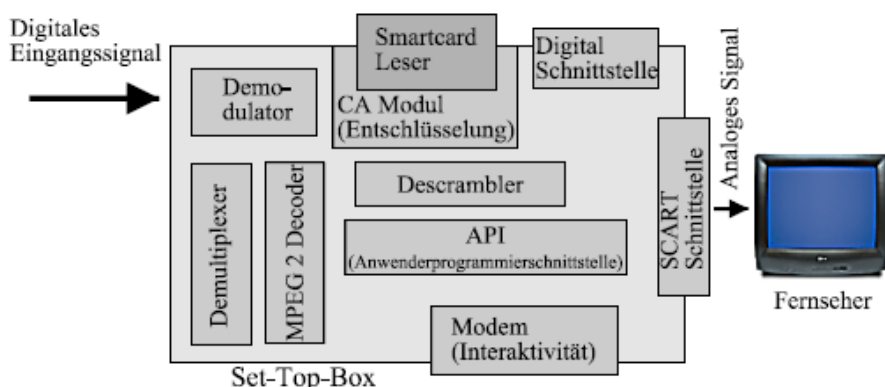 Digitales
Eingangssignal
Smartcard
Leser
Digital
Schnittstelle
Demo-
dulator
CA Modul
(Entschlüsselung)
Analoges Signal
Demultiplexer
MPEG 2 Decoder
Descrambler
API
(Anwenderprogrammierschnittstelle)
SCART
Schnittstelle
Modem
(Interaktivität)
Fernseher
Set-Top-Box